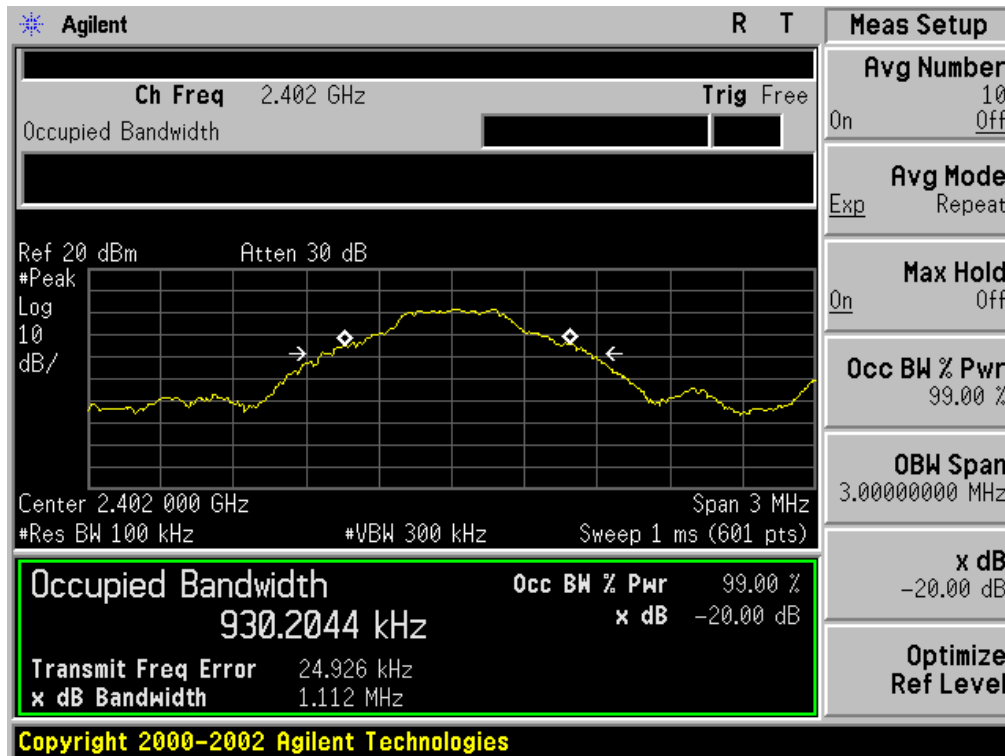 Agilent R T
Ch Freq 2.402 GHz Trig Free
Occupied Bandwidth
Ref 20 dBm Atten 30 dB
#Peak
Log
10
dB/
Center 2.402 000 GHz Span 3 MHz
#Res BW 100 kHz #VBW 300 kHz Sweep 1 ms (601 pts)
Occupied Bandwidth
930.2044 kHz
Occ BW % Pwr 99.00 %
x dB -20.00 dB
Transmit Freq Error 24.926 kHz
x dB Bandwidth 1.112 MHz
Copyright 2000-2002 Agilent Technologies
Meas Setup
Avg Number
10
On Off
Avg Mode
Exp Repeat
Max Hold
On Off
Occ BW % Pwr
99.00 %
OBW Span
3.00000000 MHz
x dB
-20.00 dB
Optimize
Ref Level